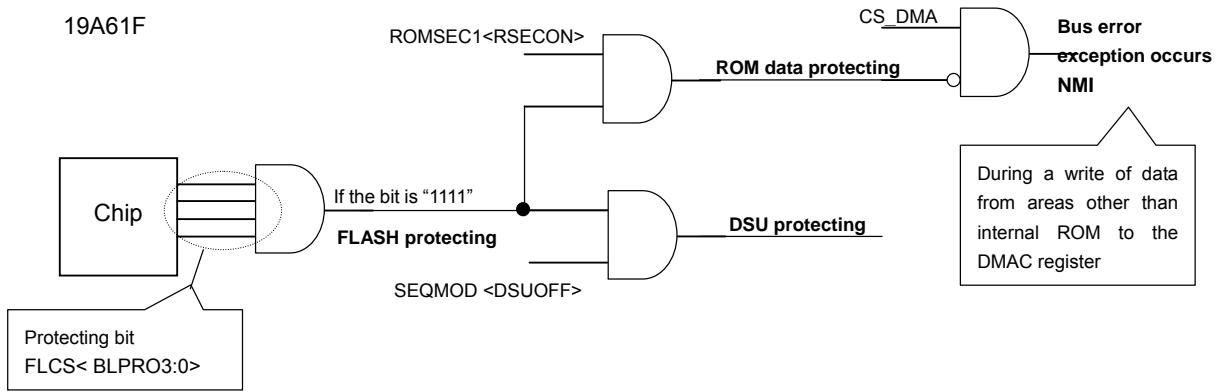 19A61F
CS_DMA
ROMSEC1<RSECON>
Bus error
exception occurs
NMI
ROM data protecting
During a write of data
from areas other than
internal ROM to the
DMAC register
Chip
If the bit is “1111”
FLASH protecting
DSU protecting
SEQMOD <DSUOFF>
Protecting bit
FLCS< BLPRO3:0>